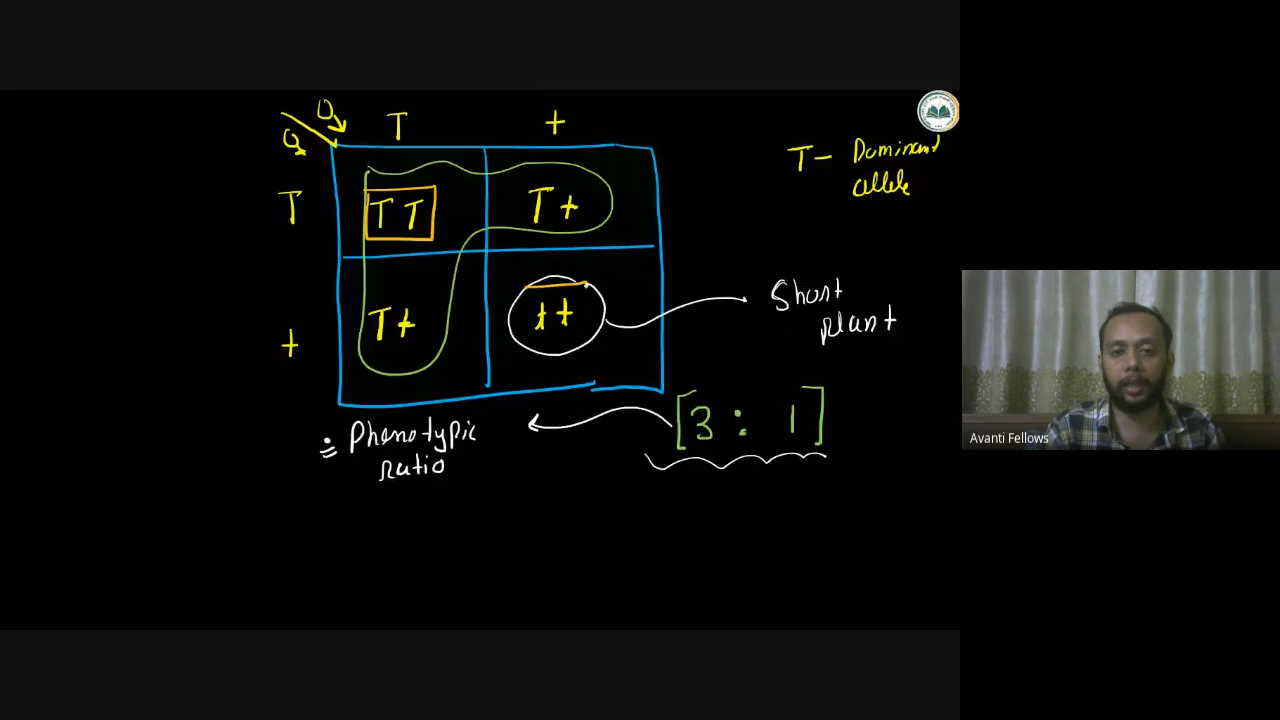 T t
T
TT Tt
t
Tt tt
T- Dominant
allele
Short
plant
[3 : 1]
Phenotypic
ratio
Avanti Fellows